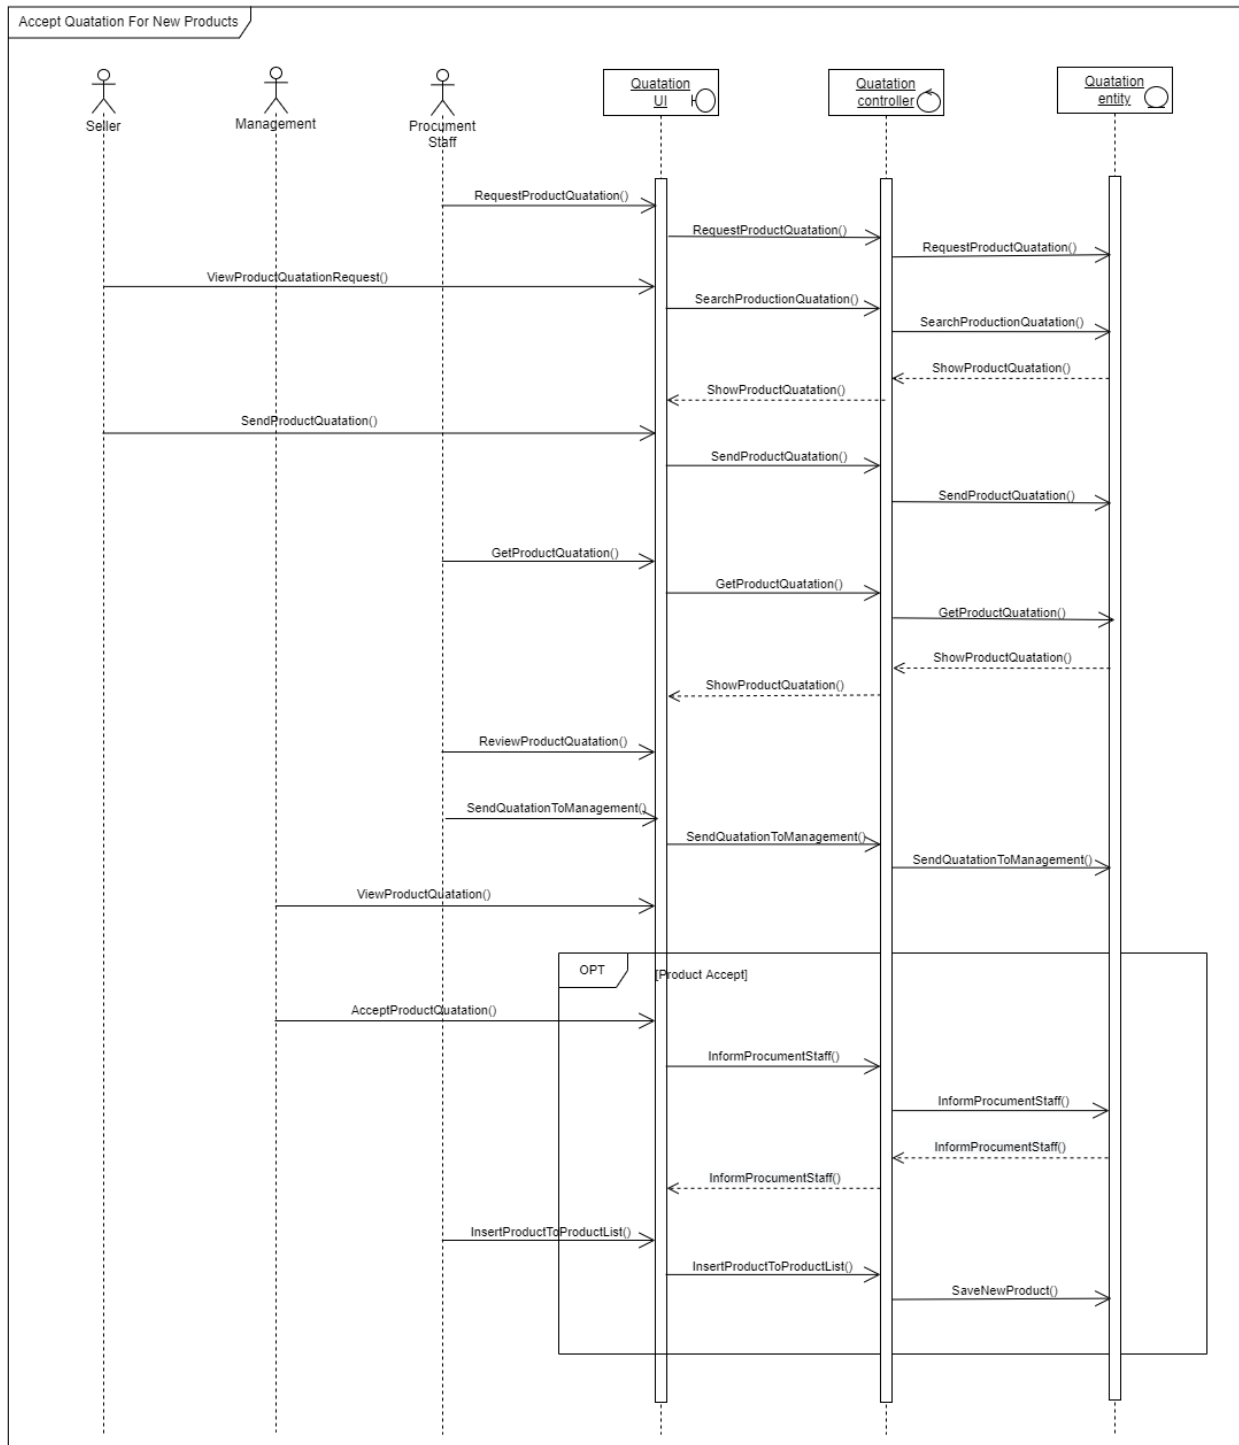 Accept Quatation For New Products
Seller
Management
Procument
Staff
Quatation
UI
Quatation
controller
Quatation
entity
RequestProductQuatation()
RequestProductQuatation()
RequestProductQuatation()
ViewProductQuatationRequest()
SearchProductionQuatation()
SearchProductionQuatation()
ShowProductQuatation()
ShowProductQuatation()
SendProductQuatation()
SendProductQuatation()
SendProductQuatation()
GetProductQuatation()
GetProductQuatation()
GetProductQuatation()
ShowProductQuatation()
ShowProductQuatation()
ReviewProductQuatation()
SendQuatationToManagement()
SendQuatationToManagement()
SendQuatationToManagement()
ViewProductQuatation()
OPT
[Product Accept]
AcceptProductQuatation()
InformProcumentStaff()
InformProcumentStaff()
InformProcumentStaff()
InformProcumentStaff()
InsertProductToProductList()
InsertProductToProductList()
SaveNewProduct()